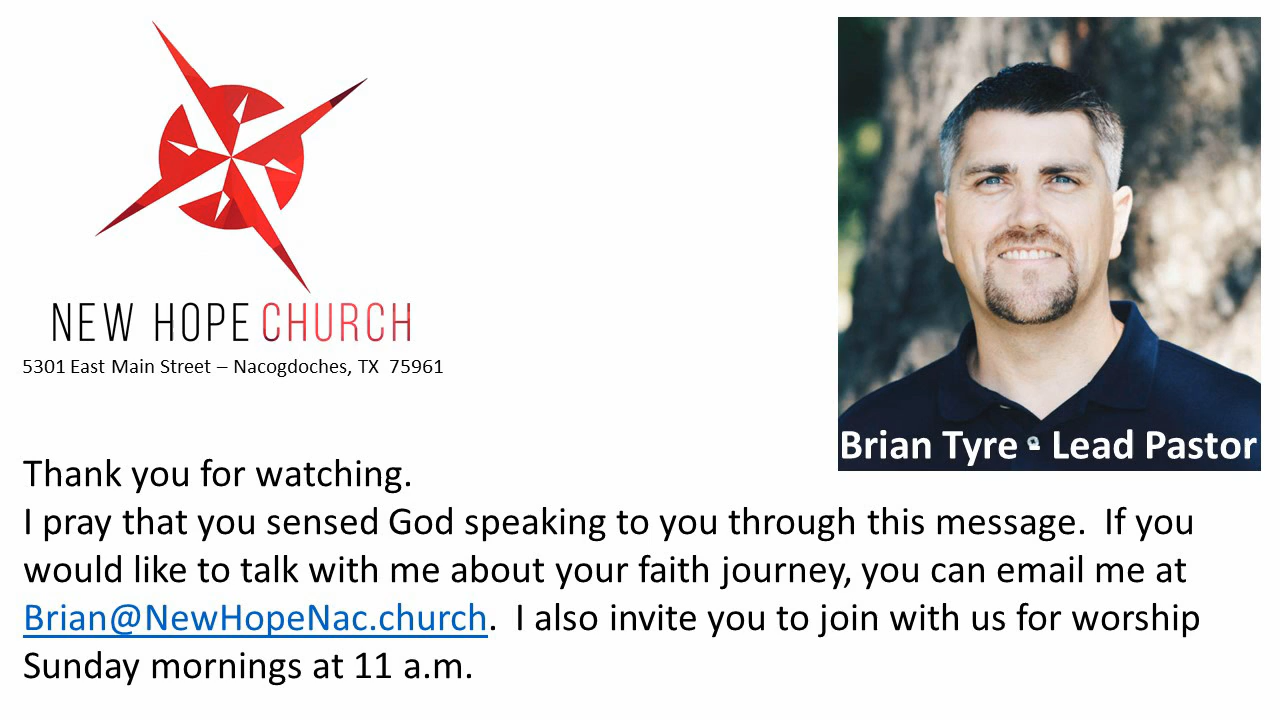 NEW HOPE CHURCH
5301 East Main Street – Nacogdoches, TX  75961
Brian Tyre - Lead Pastor
Thank you for watching.
I pray that you sensed God speaking to you through this message.  If you
would like to talk with me about your faith journey, you can email me at
Brian@NewHopeNac.church.  I also invite you to join with us for worship
Sunday mornings at 11 a.m.